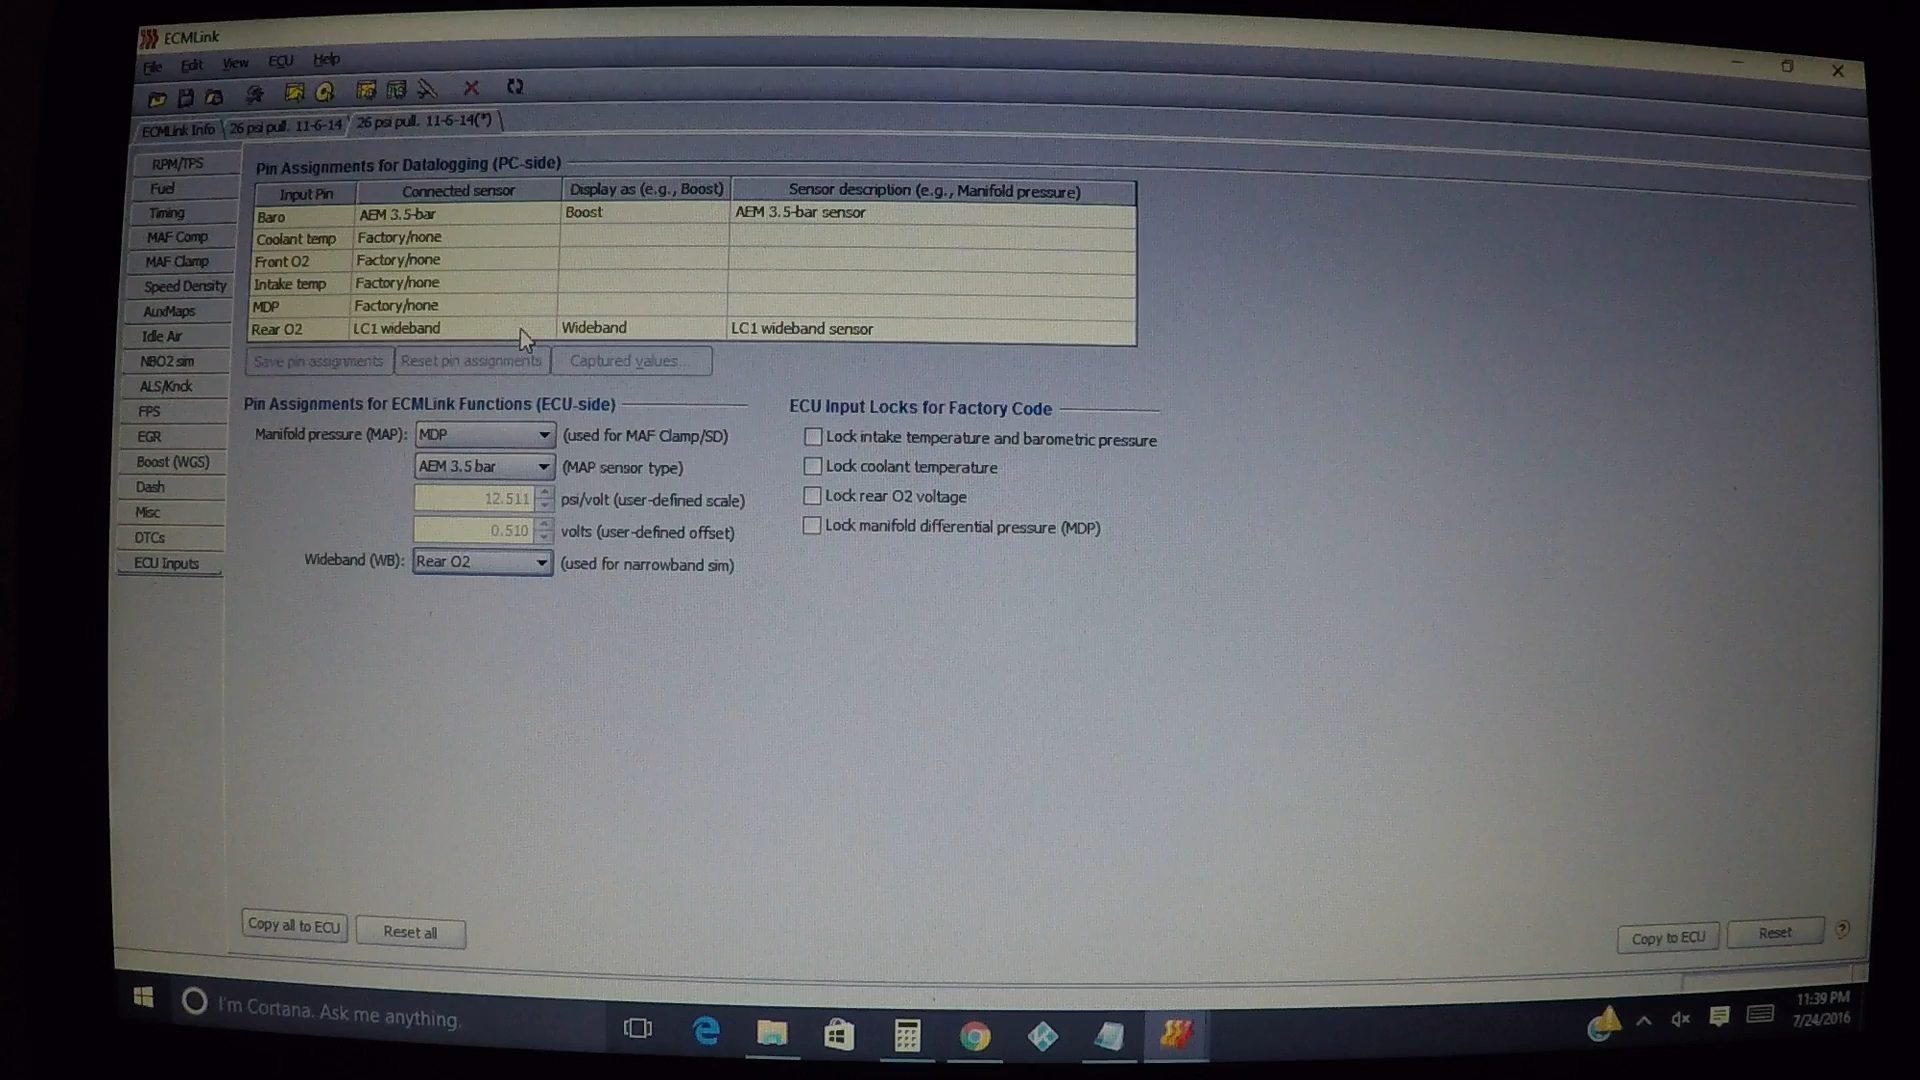 ECMLink
File Edit View ECU Help
ECMLink Info 26 psi pull. 11-6-14 26 psi pull. 11-6-14(*)
RPM/TPS
Fuel
Timing
MAF Comp
MAF Clamp
Speed Density
AuxMaps
Idle Air
NBO2 sim
ALS/Knck
FPS
EGR
Boost (WGS)
Dash
Misc
DTCs
ECU Inputs
Pin Assignments for Datalogging (PC-side)
Input Pin Connected sensor Display as (e.g., Boost) Sensor description (e.g., Manifold pressure)
Baro AEM 3.5-bar Boost AEM 3.5-bar sensor
Coolant temp Factory/none
Front O2 Factory/none
Intake temp Factory/none
MDP Factory/none
Rear O2 LC1 wideband Wideband LC1 wideband sensor
Save pin assignments Reset pin assignments Captured values...
Pin Assignments for ECMLink Functions (ECU-side)
Manifold pressure (MAP): MDP (used for MAF Clamp/SD)
AEM 3.5 bar (MAP sensor type)
12.511 psi/volt (user-defined scale)
0.510 volts (user-defined offset)
Wideband (WB): Rear O2 (used for narrowband sim)
ECU Input Locks for Factory Code
Lock intake temperature and barometric pressure
Lock coolant temperature
Lock rear O2 voltage
Lock manifold differential pressure (MDP)
Copy all to ECU Reset all
Copy to ECU Reset ?
I'm Cortana. Ask me anything.
11:39 PM
7/24/2016